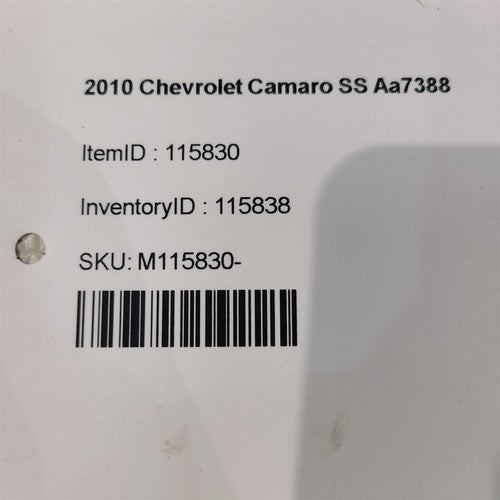 2010 Chevrolet Camaro SS Aa7388
ItemID : 115830
InventoryID : 115838
SKU: M115830-